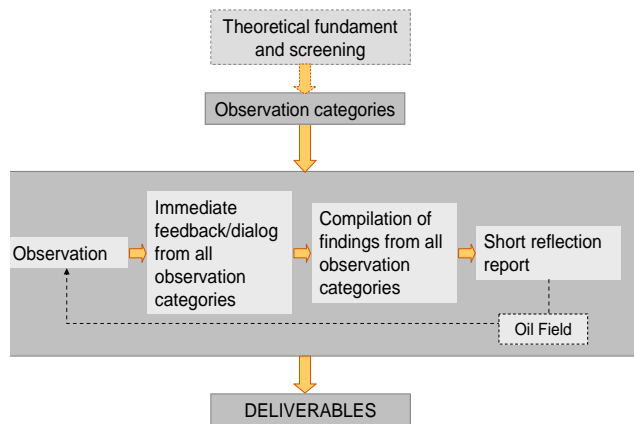 Theoretical fundament
and screening
Observation categories
Observation
Immediate
feedback/dialog
from all
observation
categories
Compilation of
findings from all
observation
categories
Short reflection
report
Oil Field
DELIVERABLES